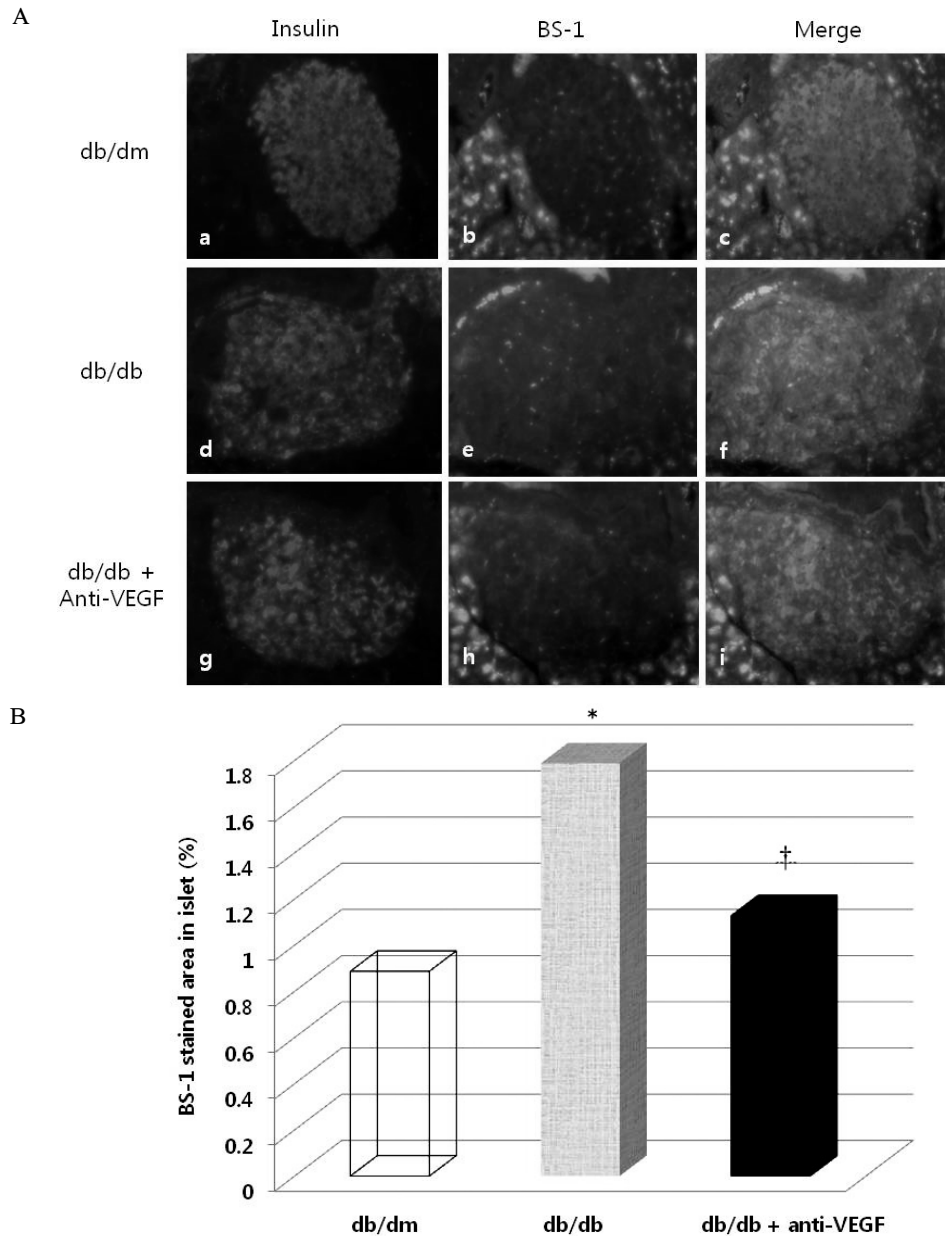 A
Insulin BS-1 Merge
db/dm
a b c
db/db
d e f
db/db +
Anti-VEGF
g h i
B
*
†
BS-1 stained area in islet (%)
1.8
1.6
1.4
1.2
1
0.8
0.6
0.4
0.2
0
db/dm db/db db/db + anti-VEGF